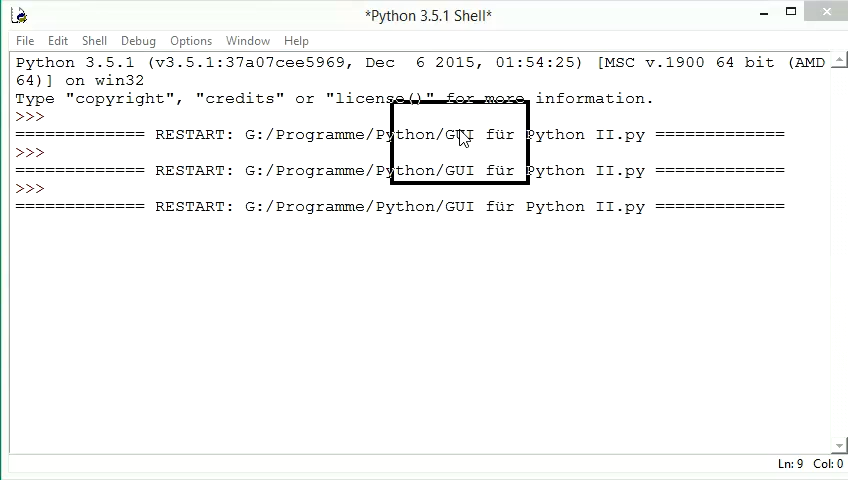 *Python 3.5.1 Shell*
File Edit Shell Debug Options Window Help
Python 3.5.1 (v3.5.1:37a07cee5969, Dec  6 2015, 01:54:25) [MSC v.1900 64 bit (AMD
64)] on win32
Type "copyright", "credits" or "license()" for more information.
>>>
============= RESTART: G:/Programme/Python/GUI für Python II.py =============
>>>
============= RESTART: G:/Programme/Python/GUI für Python II.py =============
>>>
============= RESTART: G:/Programme/Python/GUI für Python II.py =============
Ln: 9 Col: 0